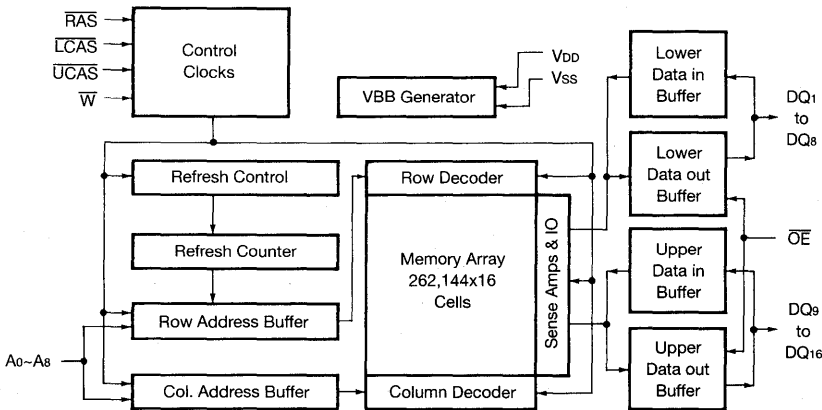 RAS
LCAS
UCAS
W
Control
Clocks
VBB Generator
VDD
VSS
Lower
Data in
Buffer
DQ1
to
DQ8
Lower
Data out
Buffer
Refresh Control
Row Decoder
Refresh Counter
Memory Array
262,144x16
Cells
Sense Amps & IO
OE
Upper
Data in
Buffer
Row Address Buffer
DQ9
to
DQ16
A0~A8
Upper
Data out
Buffer
Col. Address Buffer
Column Decoder